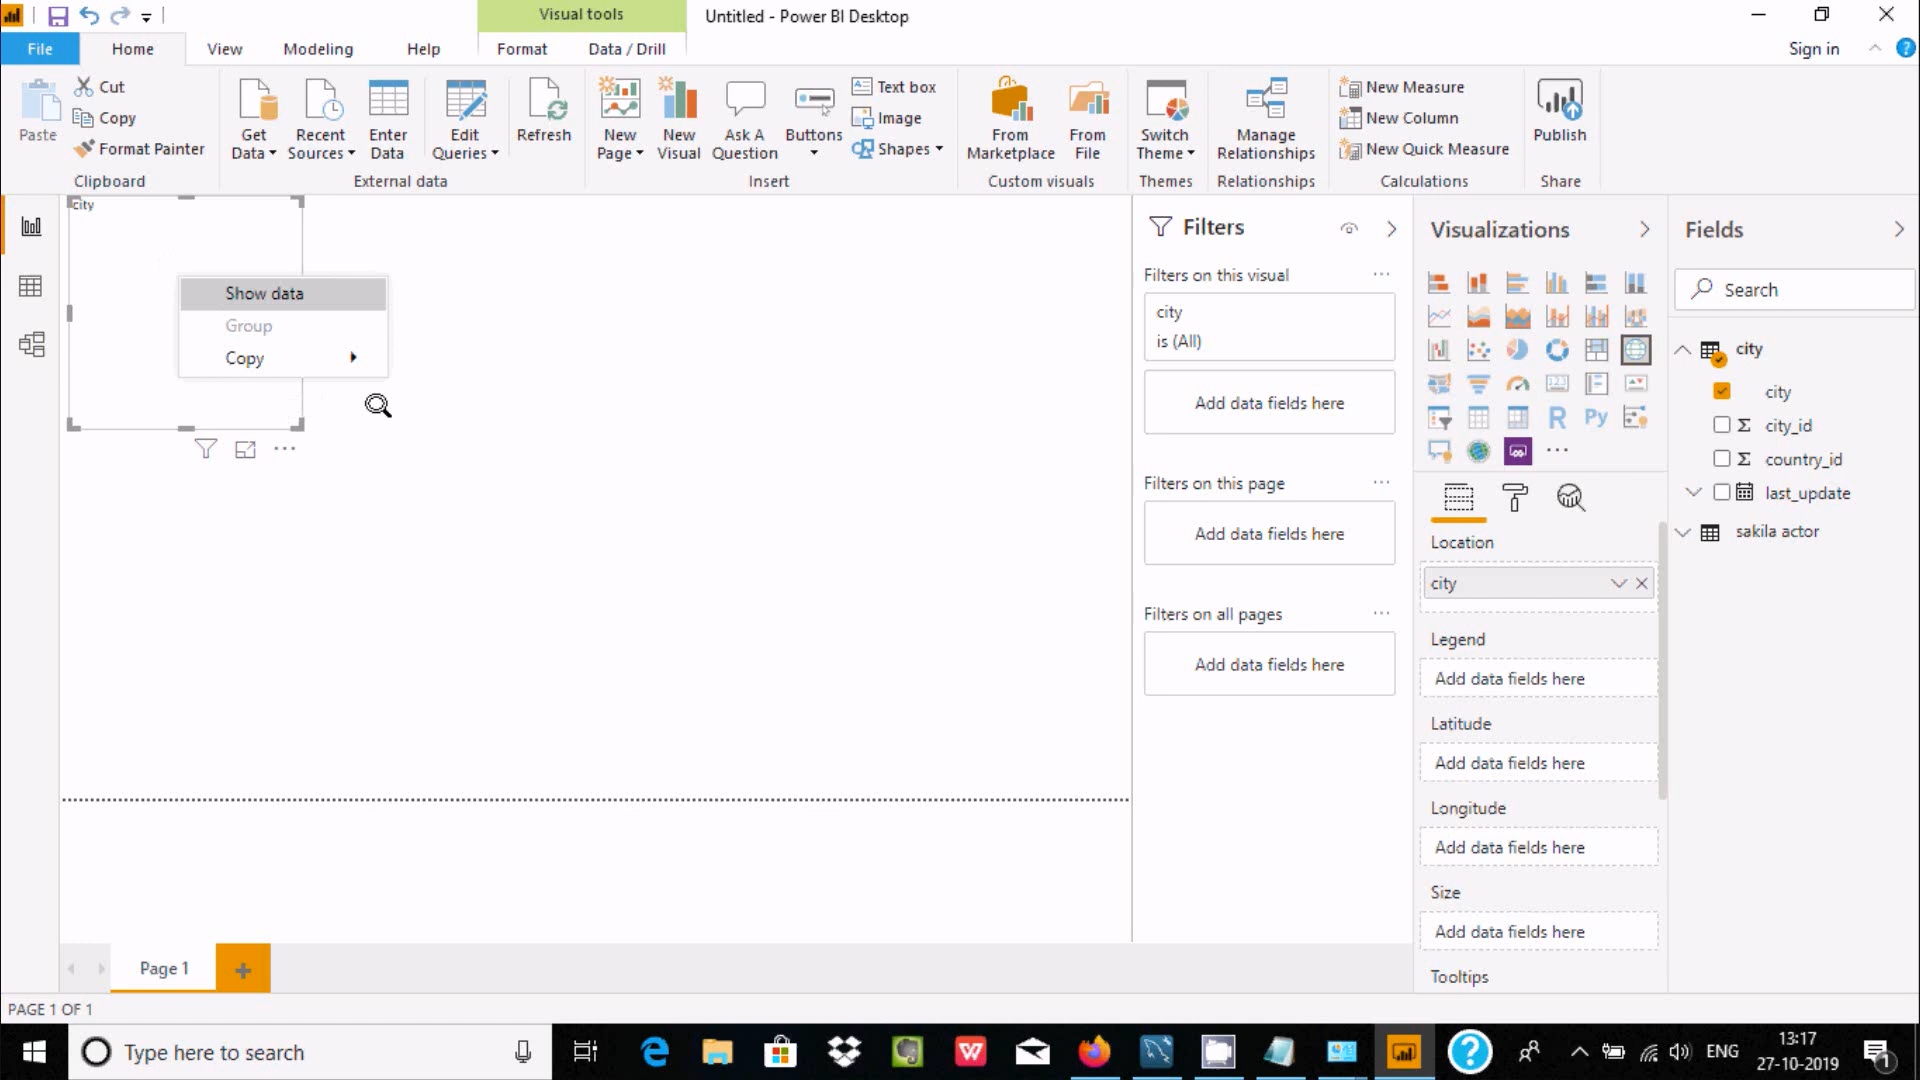 Visual tools
Untitled - Power BI Desktop
File
Home
View
Modeling
Help
Format
Data / Drill
Sign in
Paste
Cut
Copy
Format Painter
Clipboard
Get Data
Recent Sources
Enter Data
Edit Queries
Refresh
External data
New Page
New Visual
Ask A Question
Buttons
Text box
Image
Shapes
Insert
From Marketplace
From File
Custom visuals
Switch Theme
Themes
Manage Relationships
Relationships
New Measure
New Column
New Quick Measure
Calculations
Publish
Share
city
Show data
Group
Copy
Filters
Filters on this visual
city
is (All)
Add data fields here
Filters on this page
Add data fields here
Filters on all pages
Add data fields here
Visualizations
123
R
Py
Location
city
Legend
Add data fields here
Latitude
Add data fields here
Longitude
Add data fields here
Size
Add data fields here
Tooltips
Fields
Search
city
city
Σ city_id
Σ country_id
last_update
sakila actor
Page 1
PAGE 1 OF 1
Type here to search
ENG
13:17
27-10-2019
1